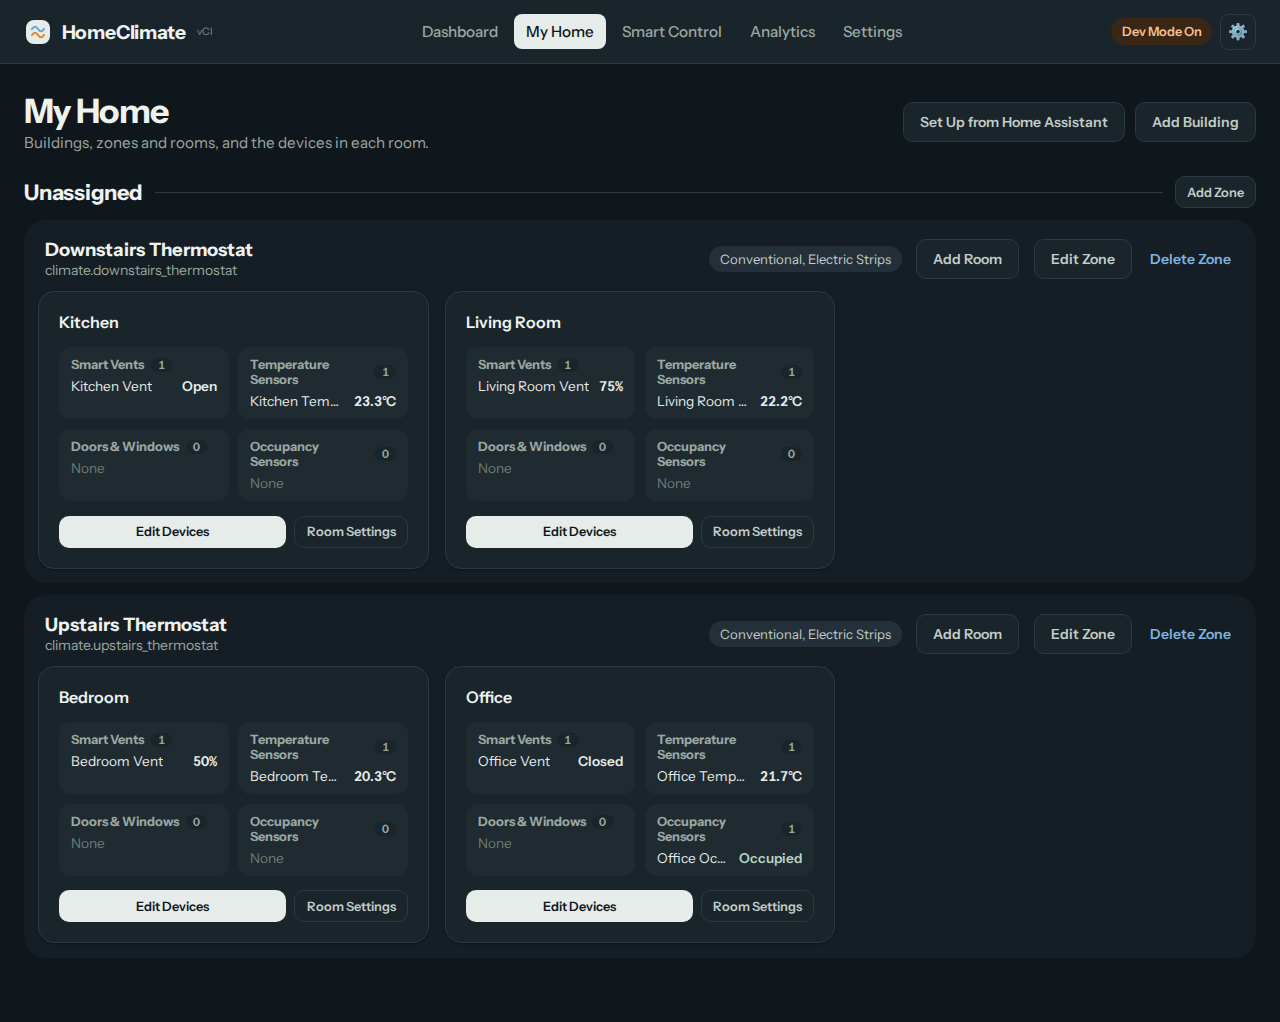 HomeClimate vCI
Dashboard
My Home
Smart Control
Analytics
Settings
Dev Mode On
My Home
Buildings, zones and rooms, and the devices in each room.
Set Up from Home Assistant
Add Building
Unassigned
Add Zone
Downstairs Thermostat
climate.downstairs_thermostat
Conventional, Electric Strips
Add Room
Edit Zone
Delete Zone
Kitchen
Smart Vents 1
Kitchen Vent Open
Temperature
Sensors 1
Kitchen Tem... 23.3°C
Doors & Windows 0
None
Occupancy
Sensors 0
None
Edit Devices
Room Settings
Living Room
Smart Vents 1
Living Room Vent 75%
Temperature
Sensors 1
Living Room ... 22.2°C
Doors & Windows 0
None
Occupancy
Sensors 0
None
Edit Devices
Room Settings
Upstairs Thermostat
climate.upstairs_thermostat
Conventional, Electric Strips
Add Room
Edit Zone
Delete Zone
Bedroom
Smart Vents 1
Bedroom Vent 50%
Temperature
Sensors 1
Bedroom Te... 20.3°C
Doors & Windows 0
None
Occupancy
Sensors 0
None
Edit Devices
Room Settings
Office
Smart Vents 1
Office Vent Closed
Temperature
Sensors 1
Office Temp... 21.7°C
Doors & Windows 0
None
Occupancy
Sensors 1
Office Oc... Occupied
Edit Devices
Room Settings